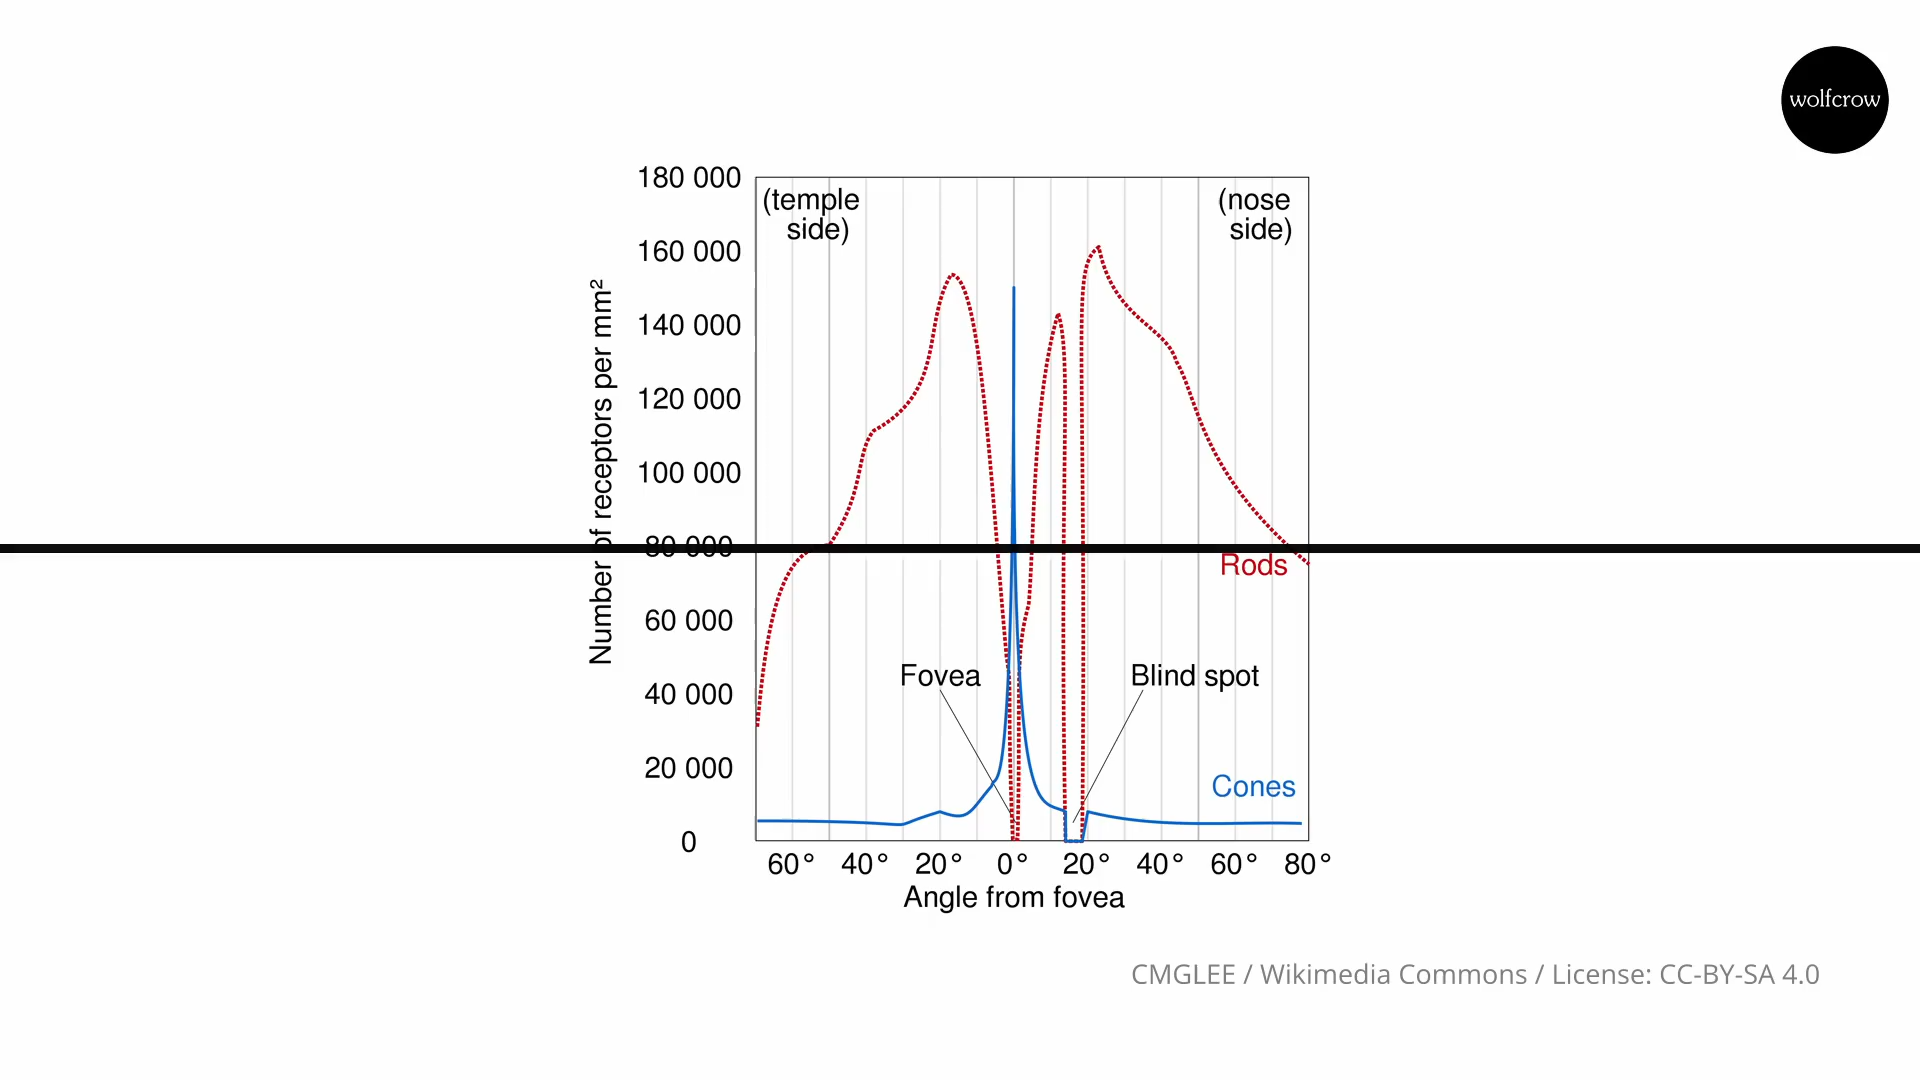 wolfcrow
180 000
(temple
side)
(nose
side)
160 000
140 000
120 000
100 000
80 000
60 000
40 000
20 000
0
Number of receptors per mm²
Rods
Fovea
Blind spot
Cones
60° 40° 20° 0° 20° 40° 60° 80°
Angle from fovea
CMGLEE / Wikimedia Commons / License: CC-BY-SA 4.0